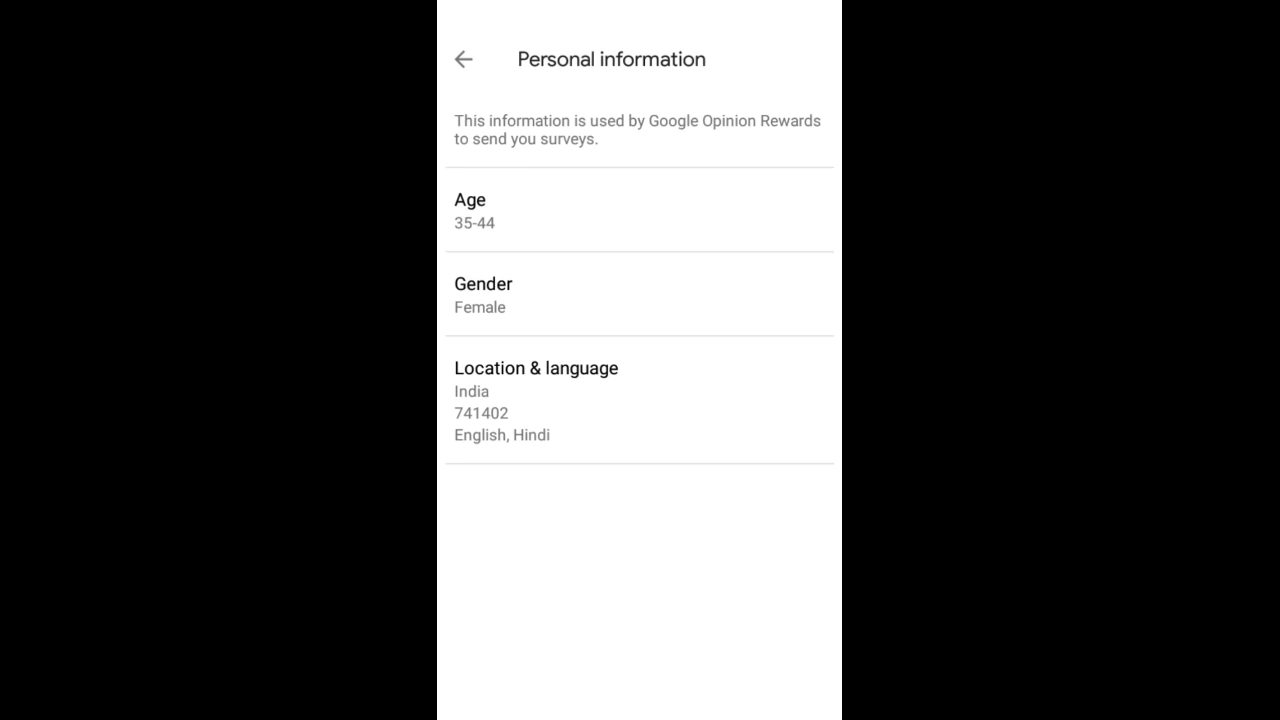 Personal information
This information is used by Google Opinion Rewards
to send you surveys.
Age
35-44
Gender
Female
Location & language
India
741402
English, Hindi